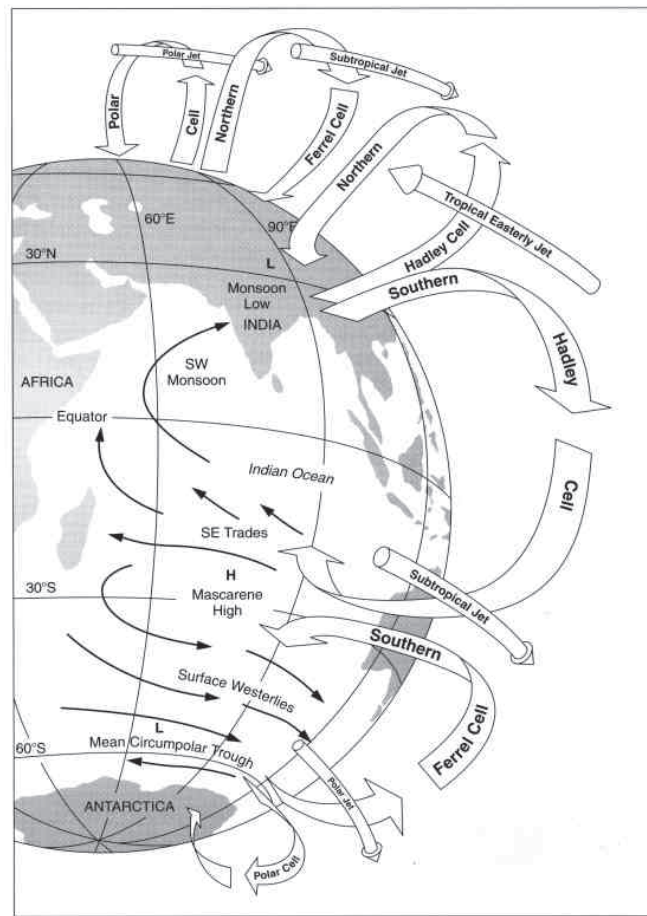 Polar Jet
Subtropical Jet
Polar
Cell
Northern
Ferrel Cell
Northern
Tropical Easterly Jet
Hadley Cell
Southern
Hadley
Cell
60°E
90°E
30°N
L
Monsoon
Low
INDIA
SW
Monsoon
AFRICA
Equator
Indian Ocean
SE Trades
H
Mascarene
High
30°S
Subtropical Jet
Southern
Ferrel Cell
Surface Westerlies
L
Mean Circumpolar Trough
60°S
Polar Jet
ANTARCTICA
Polar Cell